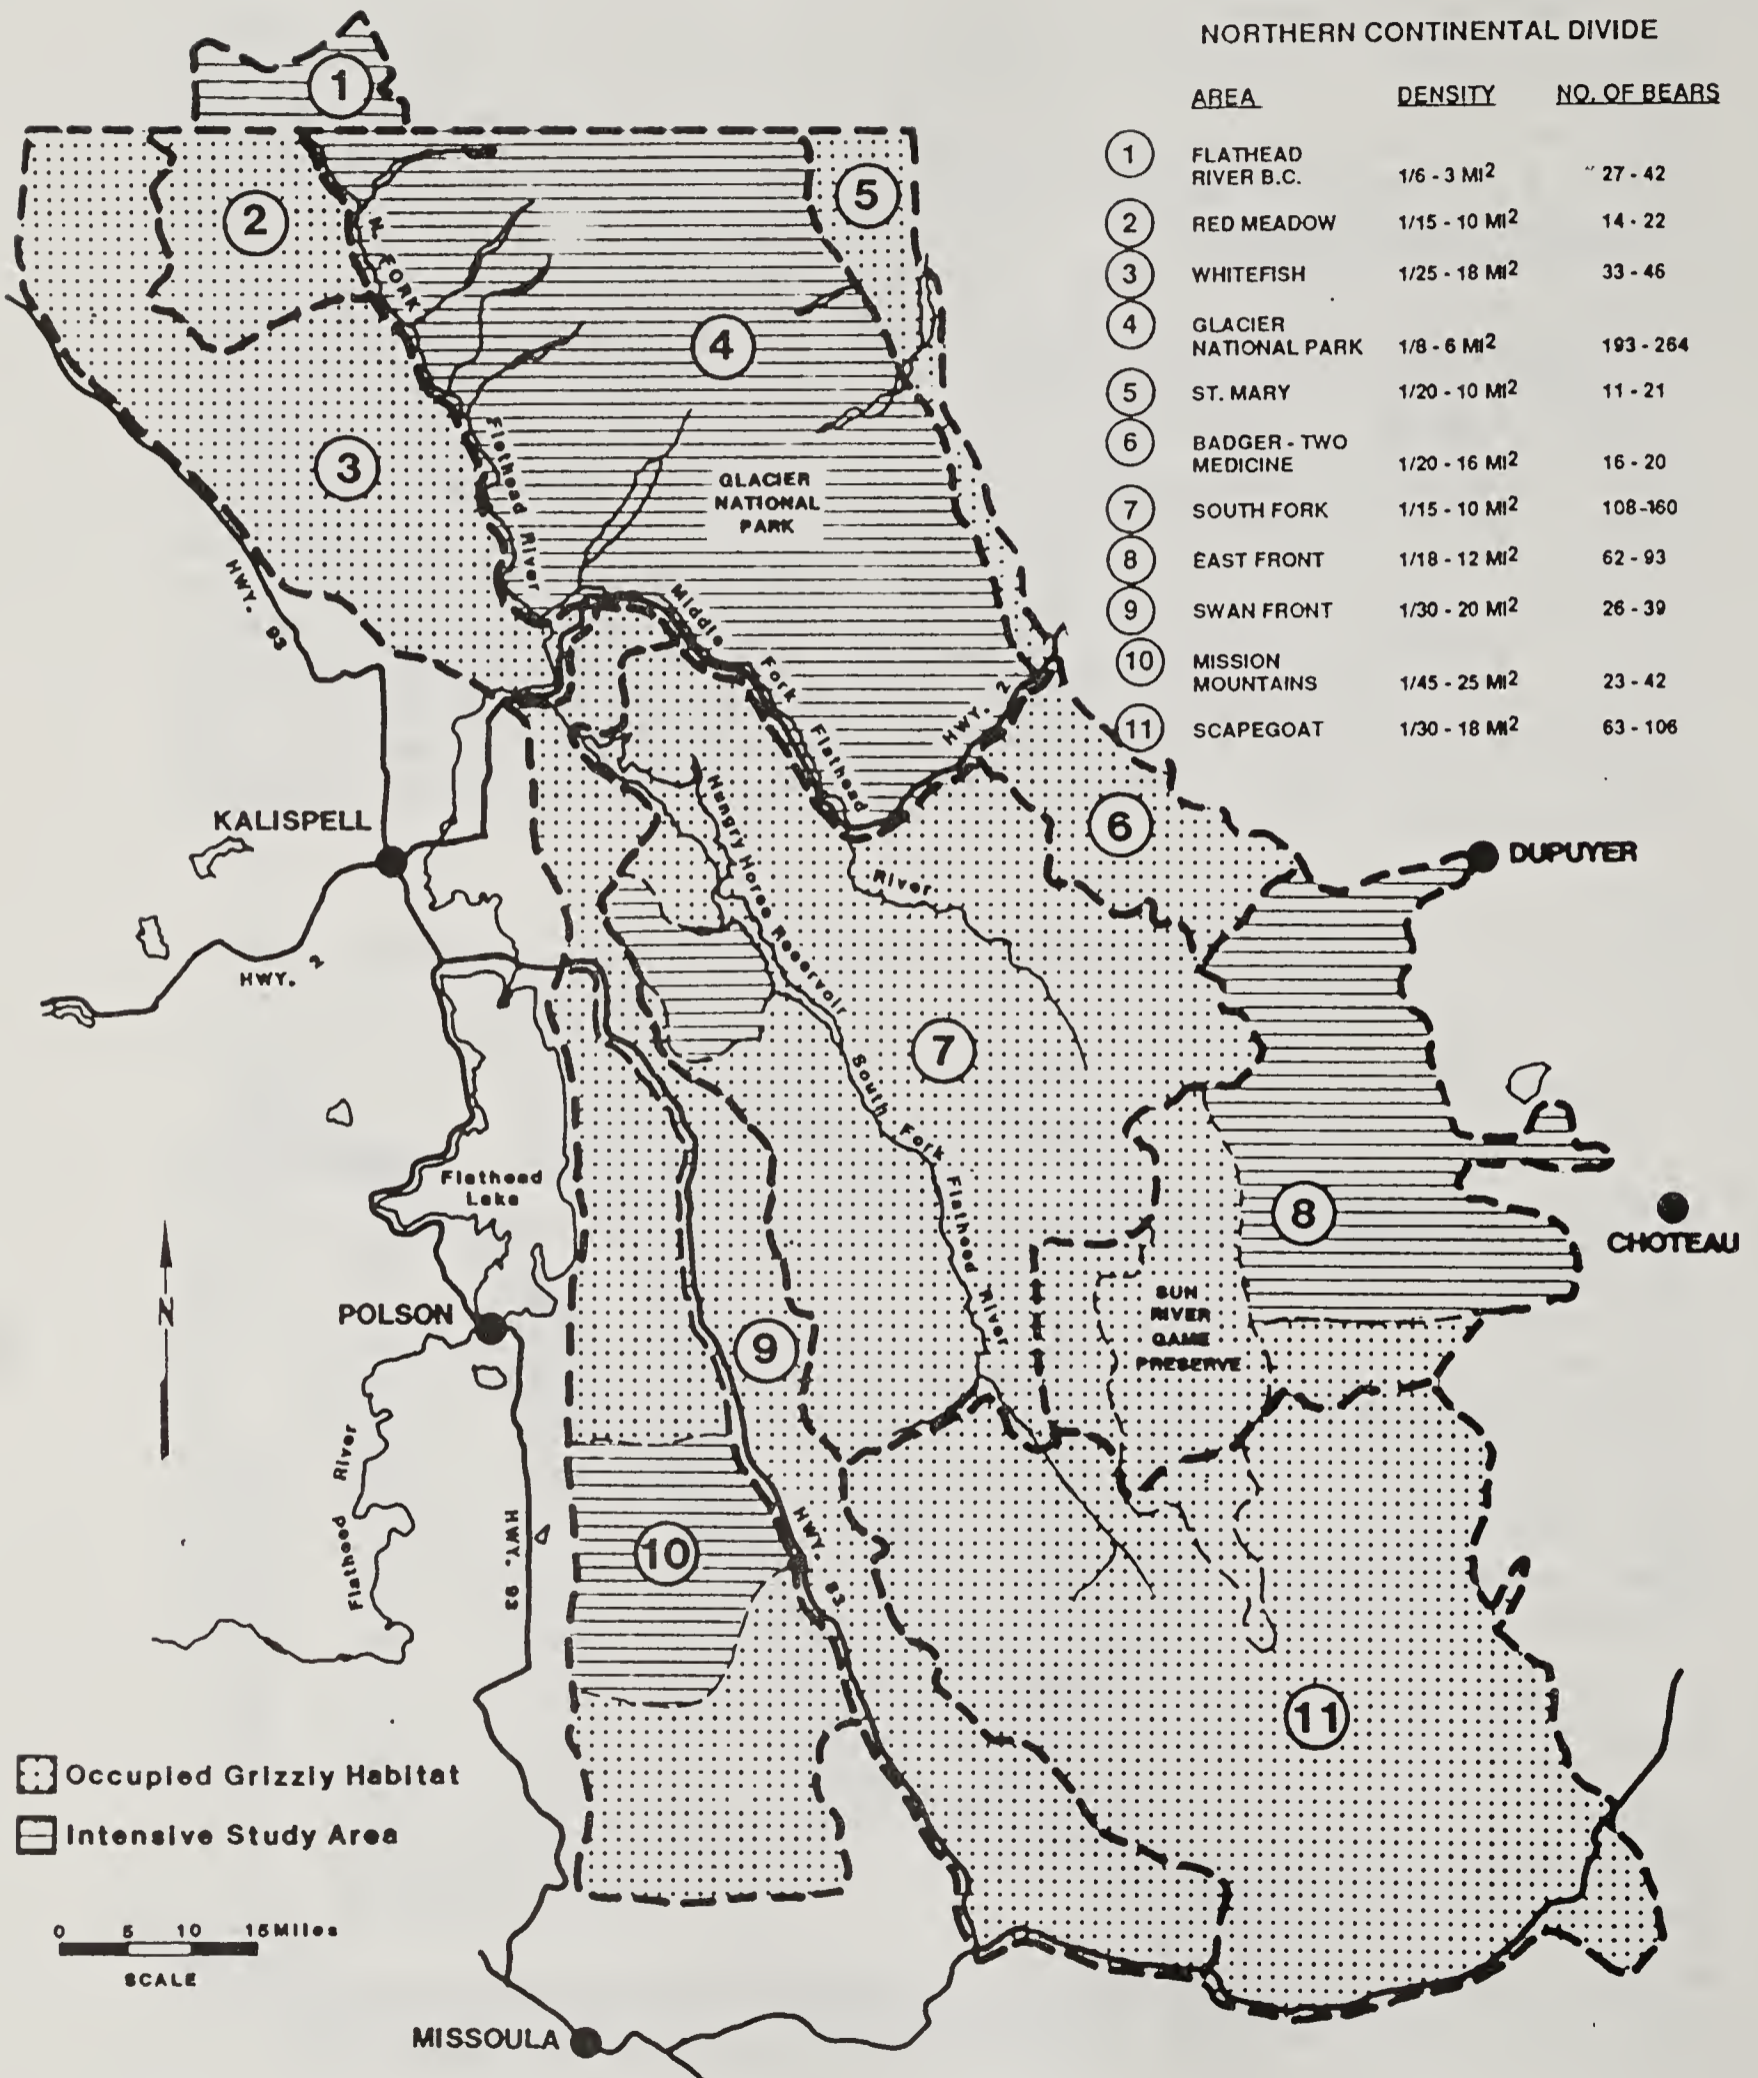 NORTHERN CONTINENTAL DIVIDE
AREA DENSITY NO. OF BEARS
1 FLATHEAD
RIVER B.C. 1/6 - 3 MI² 27 - 42
2 RED MEADOW 1/15 - 10 MI² 14 - 22
3 WHITEFISH 1/25 - 18 MI² 33 - 46
4 GLACIER
NATIONAL PARK 1/8 - 6 MI² 193 - 264
5 ST. MARY 1/20 - 10 MI² 11 - 21
6 BADGER - TWO
MEDICINE 1/20 - 16 MI² 16 - 20
7 SOUTH FORK 1/15 - 10 MI² 108-160
8 EAST FRONT 1/18 - 12 MI² 62 - 93
9 SWAN FRONT 1/30 - 20 MI² 26 - 39
10 MISSION
MOUNTAINS 1/45 - 25 MI² 23 - 42
11 SCAPEGOAT 1/30 - 18 MI² 63 - 106
1
2
5
N. FORK
4
3
Flathead River
GLACIER
NATIONAL
PARK
HWY. 93
Middle Fork Flathead
River
HWY. 2
KALISPELL
Hungry Horse Reservoir
6
DUPUYER
HWY. 2
7
South Fork Flathead River
Flathead
Lake
8
CHOTEAU
N
POLSON
9
SUN
RIVER
GAME
PRESERVE
Flathead River
HWY. 93
10
HWY. 83
11
Occupied Grizzly Habitat
Intensive Study Area
0 5 10 15 Miles
SCALE
MISSOULA